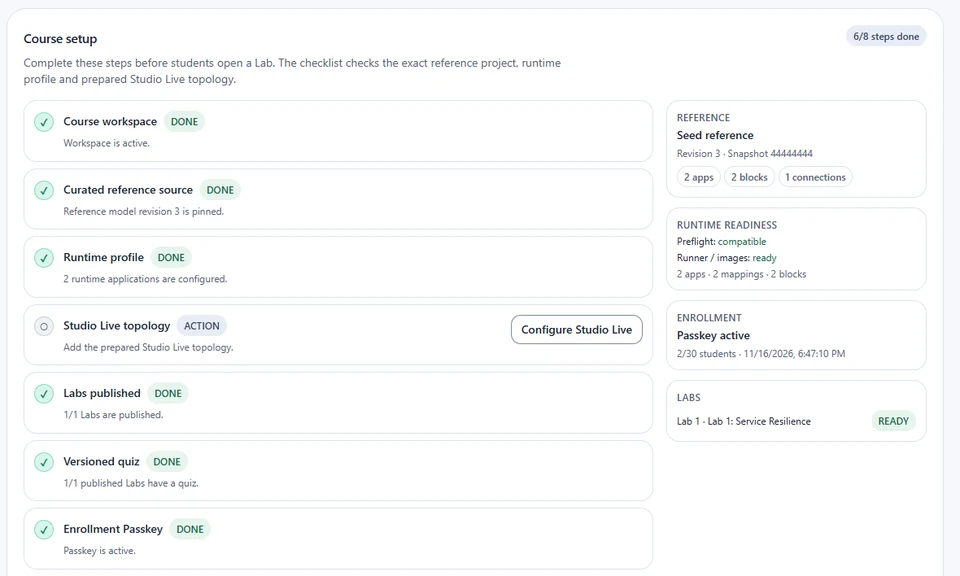 Course setup
6/8 steps done
Complete these steps before students open a Lab. The checklist checks the exact reference project, runtime
profile and prepared Studio Live topology.
Course workspace DONE
Workspace is active.
Curated reference source DONE
Reference model revision 3 is pinned.
Runtime profile DONE
2 runtime applications are configured.
Studio Live topology ACTION
Add the prepared Studio Live topology.
Configure Studio Live
Labs published DONE
1/1 Labs are published.
Versioned quiz DONE
1/1 published Labs have a quiz.
Enrollment Passkey DONE
Passkey is active.
REFERENCE
Seed reference
Revision 3 · Snapshot 44444444
2 apps 2 blocks 1 connections
RUNTIME READINESS
Preflight: compatible
Runner / images: ready
2 apps · 2 mappings · 2 blocks
ENROLLMENT
Passkey active
2/30 students · 11/16/2026, 6:47:10 PM
LABS
Lab 1 · Lab 1: Service Resilience READY